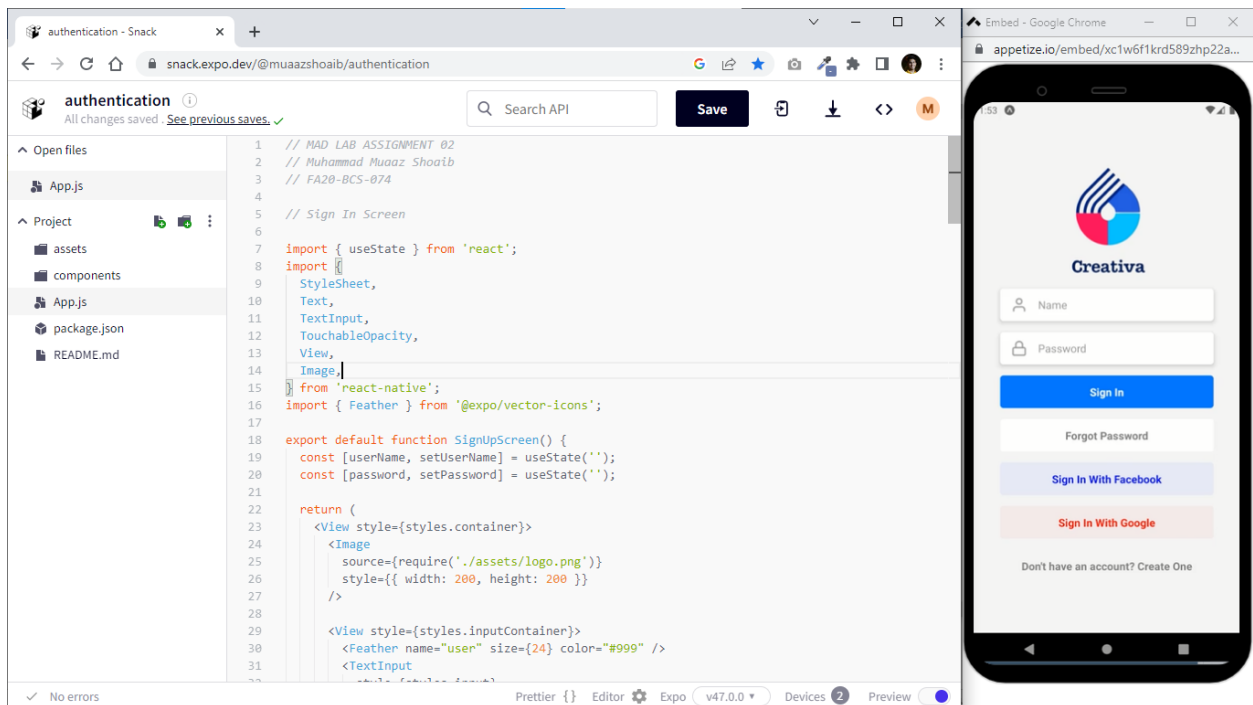 authentication - Snack
snack.expo.dev/@muaazshoaib/authentication
authentication
All changes saved . See previous saves.
Search API
Save
M
Open files
App.js
Project
assets
components
App.js
package.json
README.md
1 // MAD LAB ASSIGNMENT 02
2 // Muhammad Muaaz Shoaib
3 // FA20-BCS-074
4
5 // Sign In Screen
6
7 import { useState } from 'react';
8 import {
9 StyleSheet,
10 Text,
11 TextInput,
12 TouchableOpacity,
13 View,
14 Image,
15 } from 'react-native';
16 import { Feather } from '@expo/vector-icons';
17
18 export default function SignUpScreen() {
19 const [userName, setUserName] = useState('');
20 const [password, setPassword] = useState('');
21
22 return (
23 <View style={styles.container}>
24 <Image
25 source={require('./assets/logo.png')}
26 style={{ width: 200, height: 200 }}
27 />
28
29 <View style={styles.inputContainer}>
30 <Feather name="user" size={24} color="#999" />
31 <TextInput
No errors
Prettier {} Editor Expo v47.0.0 Devices 2 Preview
Embed - Google Chrome
appetize.io/embed/xc1w6f1krd589zhp22a...
:53
Creativa
Name
Password
Sign In
Forgot Password
Sign In With Facebook
Sign In With Google
Don't have an account? Create One